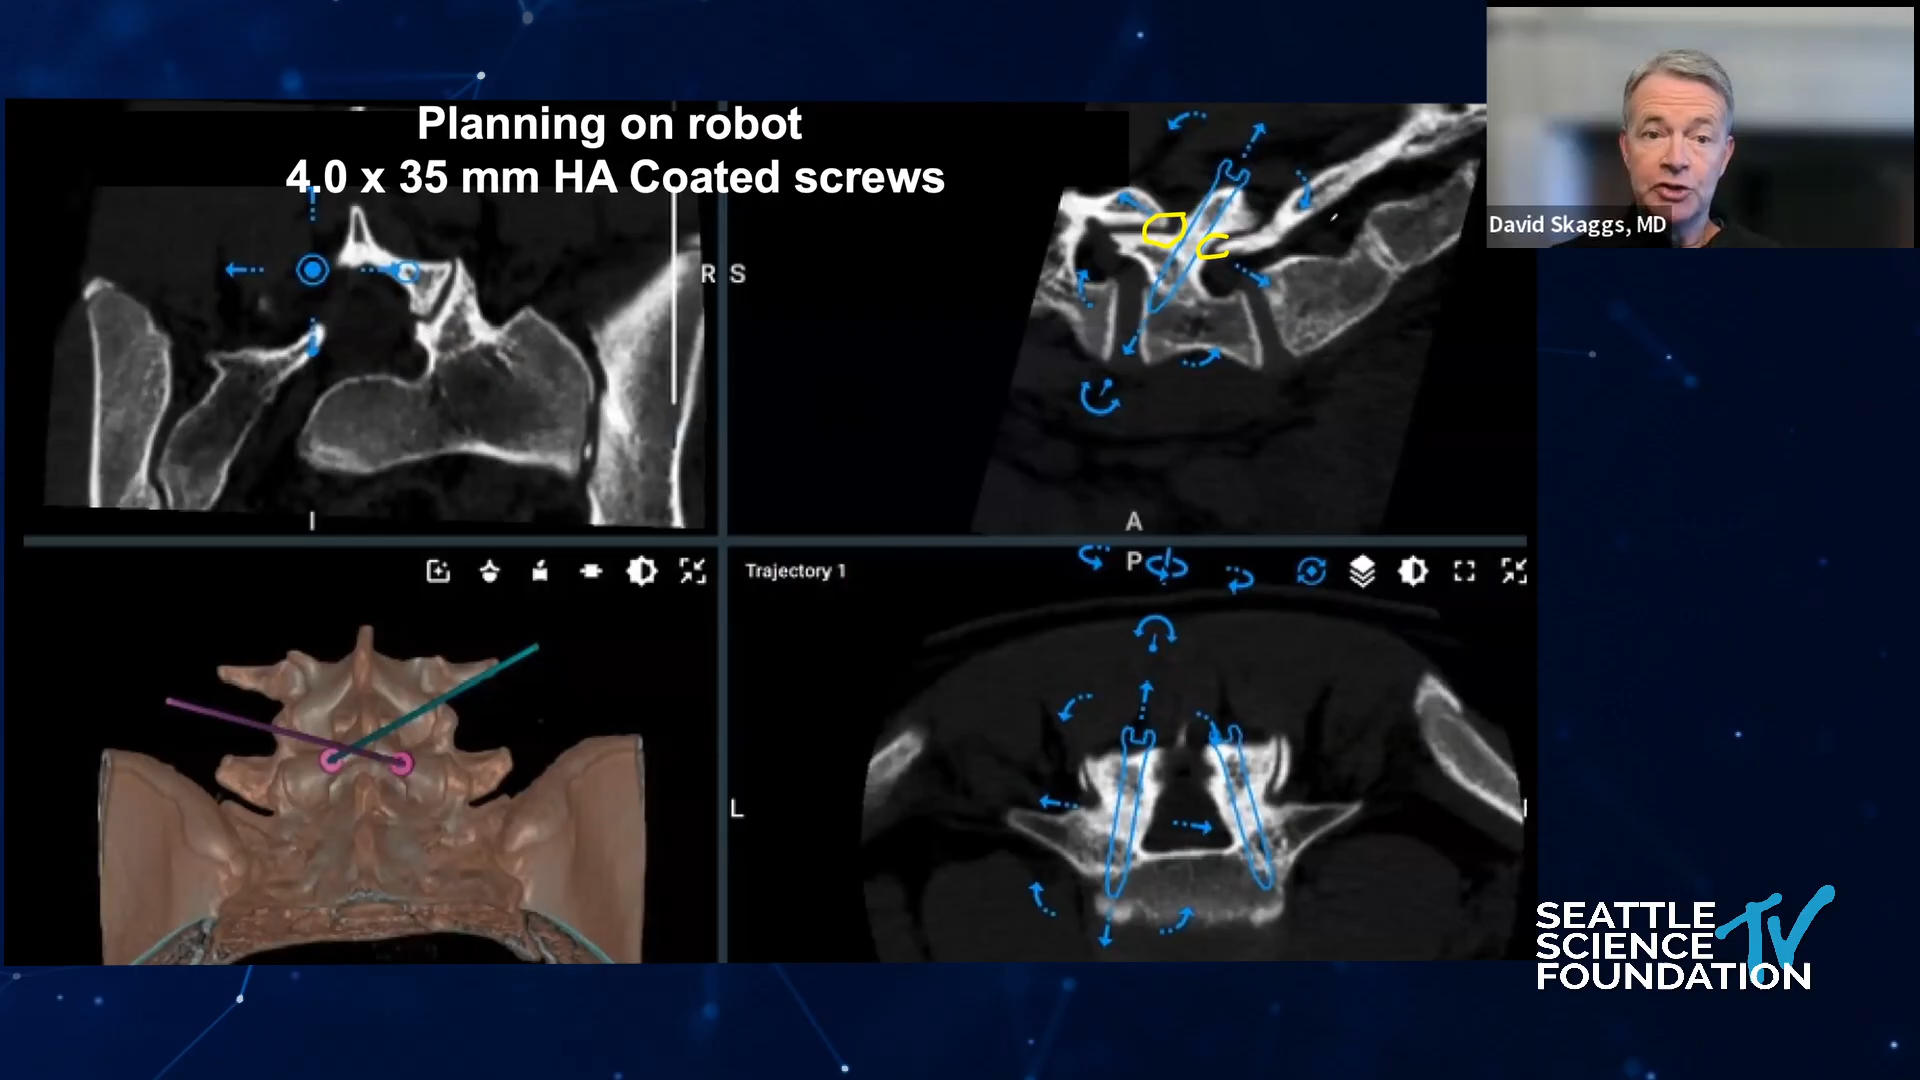 Planning on robot
4.0 x 35 mm HA Coated screws
David Skaggs, MD
R S
I
A
P
Trajectory 1
L
SEATTLE
SCIENCE
FOUNDATION
TV